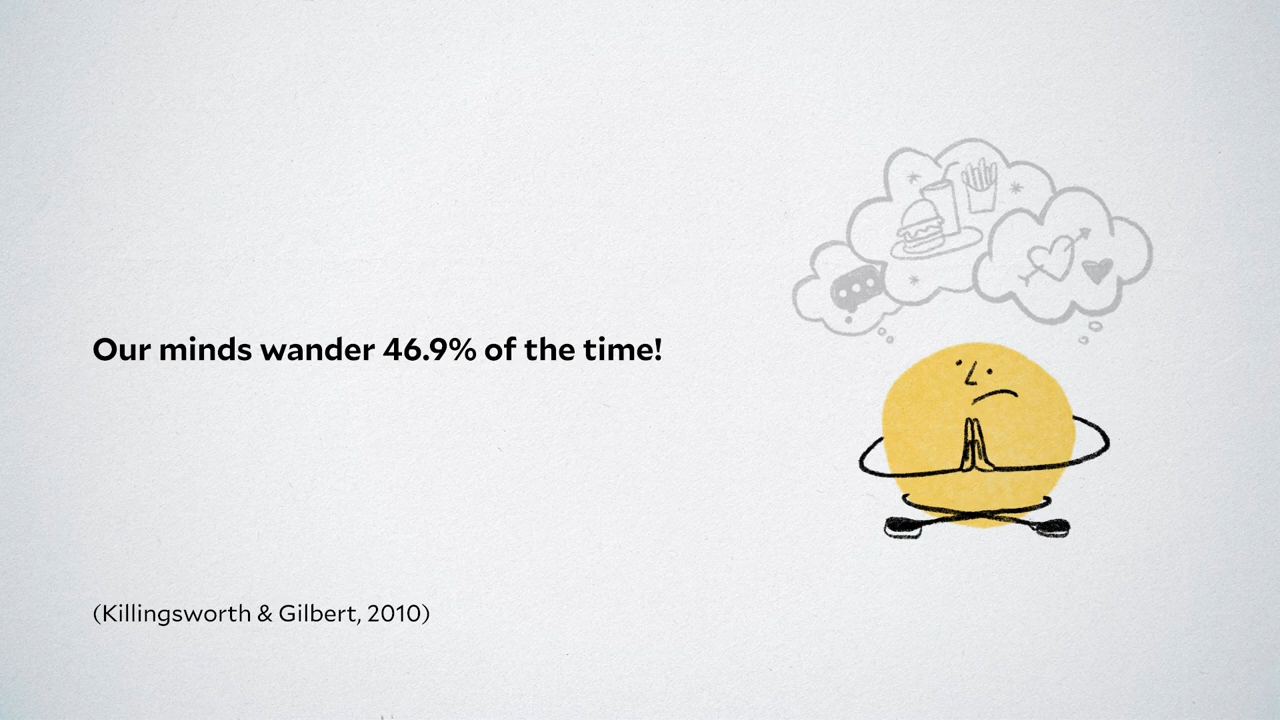 Our minds wander 46.9% of the time!
(Killingsworth & Gilbert, 2010)